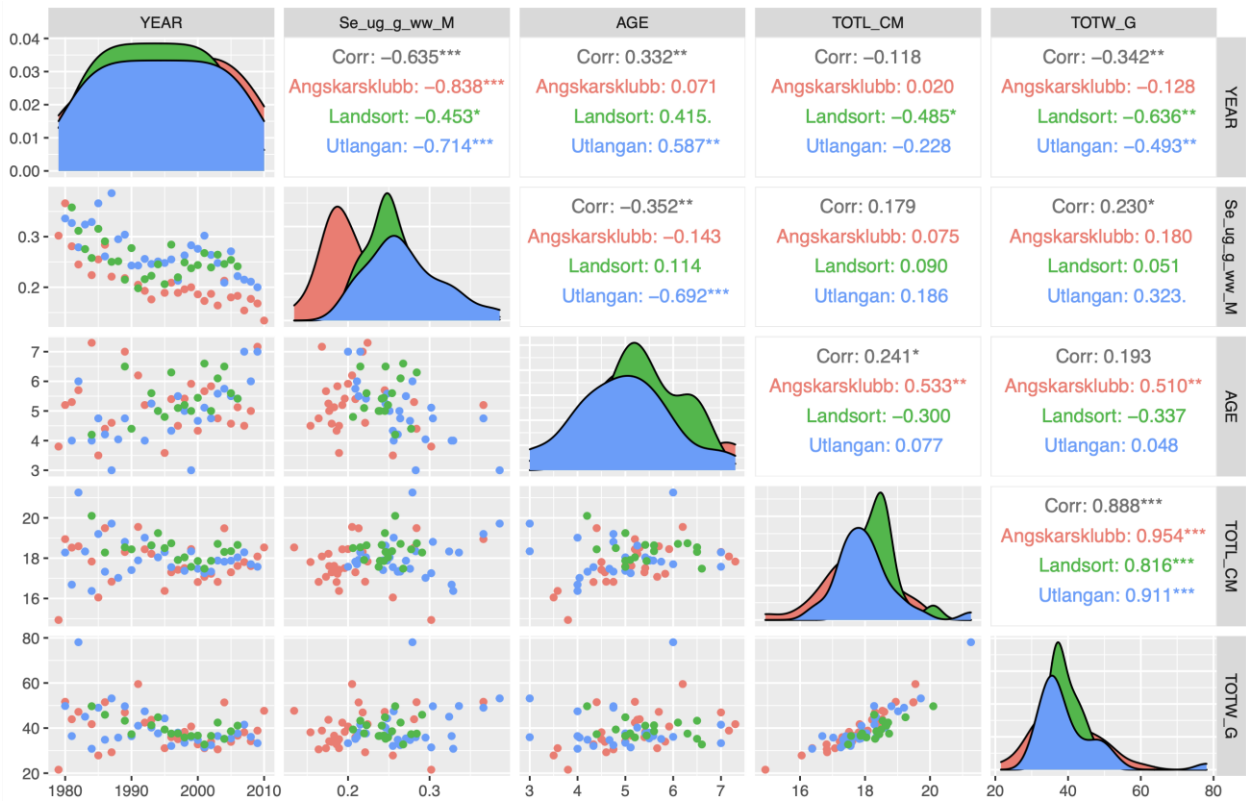 YEAR Se_ug_g_ww_M AGE TOTL_CM TOTW_G
0.04
0.03
0.02
0.01
0.00
Corr: −0.635***
Angskarsklubb: −0.838***
Landsort: −0.453*
Utlangan: −0.714***
Corr: 0.332**
Angskarsklubb: 0.071
Landsort: 0.415.
Utlangan: 0.587**
Corr: −0.118
Angskarsklubb: 0.020
Landsort: −0.485*
Utlangan: −0.228
Corr: −0.342**
Angskarsklubb: −0.128
Landsort: −0.636**
Utlangan: −0.493**
YEAR
0.3
0.2
Corr: −0.352**
Angskarsklubb: −0.143
Landsort: 0.114
Utlangan: −0.692***
Corr: 0.179
Angskarsklubb: 0.075
Landsort: 0.090
Utlangan: 0.186
Corr: 0.230*
Angskarsklubb: 0.180
Landsort: 0.051
Utlangan: 0.323.
Se_ug_g_ww_M
7
6
5
4
3
Corr: 0.241*
Angskarsklubb: 0.533**
Landsort: −0.300
Utlangan: 0.077
Corr: 0.193
Angskarsklubb: 0.510**
Landsort: −0.337
Utlangan: 0.048
AGE
20
18
16
Corr: 0.888***
Angskarsklubb: 0.954***
Landsort: 0.816***
Utlangan: 0.911***
TOTL_CM
80
60
40
20
TOTW_G
1980 1990 2000 2010 0.2 0.3 3 4 5 6 7 16 18 20 20 40 60 80